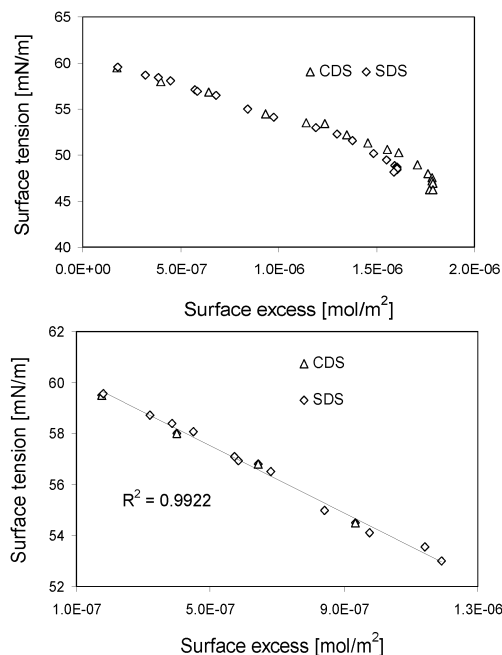 65
60
55
50
45
40
Surface tension [mN/m]
CDS
SDS
0.0E+00
5.0E-07
1.0E-06
1.5E-06
2.0E-06
Surface excess [mol/m²]
62
60
58
56
54
52
Surface tension [mN/m]
CDS
SDS
R² = 0.9922
1.0E-07
5.0E-07
9.0E-07
1.3E-06
Surface excess [mol/m²]